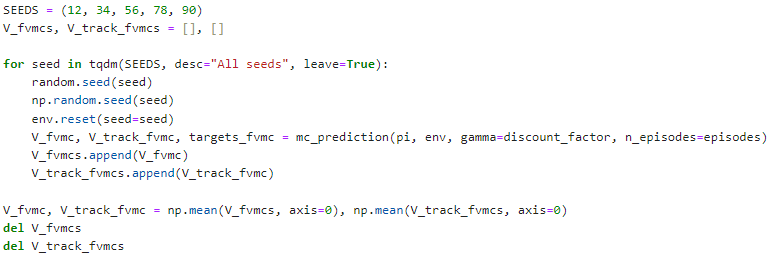 SEEDS = (12, 34, 56, 78, 90)
V_fvmcs, V_track_fvmcs = [], []

for seed in tqdm(SEEDS, desc="All seeds", leave=True):
    random.seed(seed)
    np.random.seed(seed)
    env.reset(seed=seed)
    V_fvmc, V_track_fvmc, targets_fvmc = mc_prediction(pi, env, gamma=discount_factor, n_episodes=episodes)
    V_fvmcs.append(V_fvmc)
    V_track_fvmcs.append(V_track_fvmc)

V_fvmc, V_track_fvmc = np.mean(V_fvmcs, axis=0), np.mean(V_track_fvmcs, axis=0)
del V_fvmcs
del V_track_fvmcs